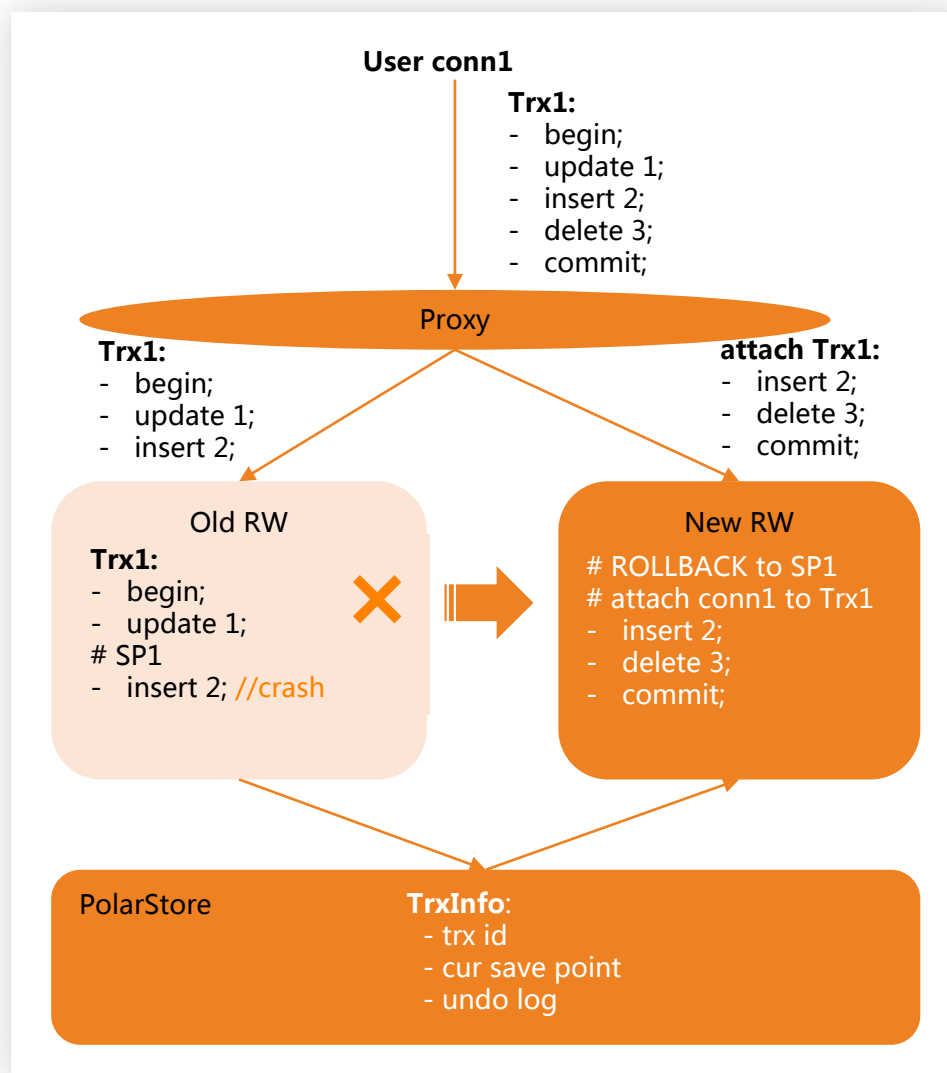 User conn1
Trx1:
- begin;
- update 1;
- insert 2;
- delete 3;
- commit;
Proxy
Trx1:
- begin;
- update 1;
- insert 2;
attach Trx1:
- insert 2;
- delete 3;
- commit;
Old RW
Trx1:
- begin;
- update 1;
# SP1
- insert 2; //crash
New RW
# ROLLBACK to SP1
# attach conn1 to Trx1
- insert 2;
- delete 3;
- commit;
PolarStore
TrxInfo:
- trx id
- cur save point
- undo log